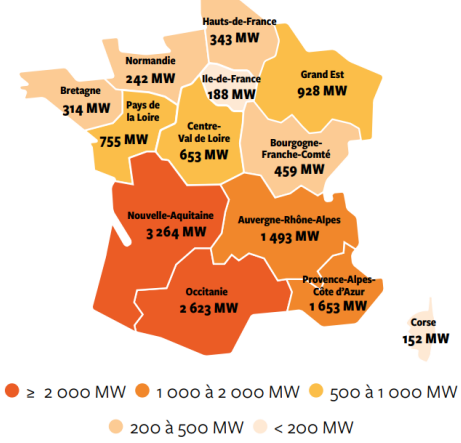 Hauts-de-France
343 MW
Normandie
242 MW
Ile-de-France
188 MW
Grand Est
928 MW
Bretagne
314 MW
Pays de
la Loire
755 MW
Centre-
Val de Loire
653 MW
Bourgogne-
Franche-Comté
459 MW
Nouvelle-Aquitaine
3 264 MW
Auvergne-Rhône-Alpes
1 493 MW
Occitanie
2 623 MW
Provence-Alpes-
Côte d'Azur
1 653 MW
Corse
152 MW
≥ 2 000 MW
1 000 à 2 000 MW
500 à 1 000 MW
200 à 500 MW
< 200 MW